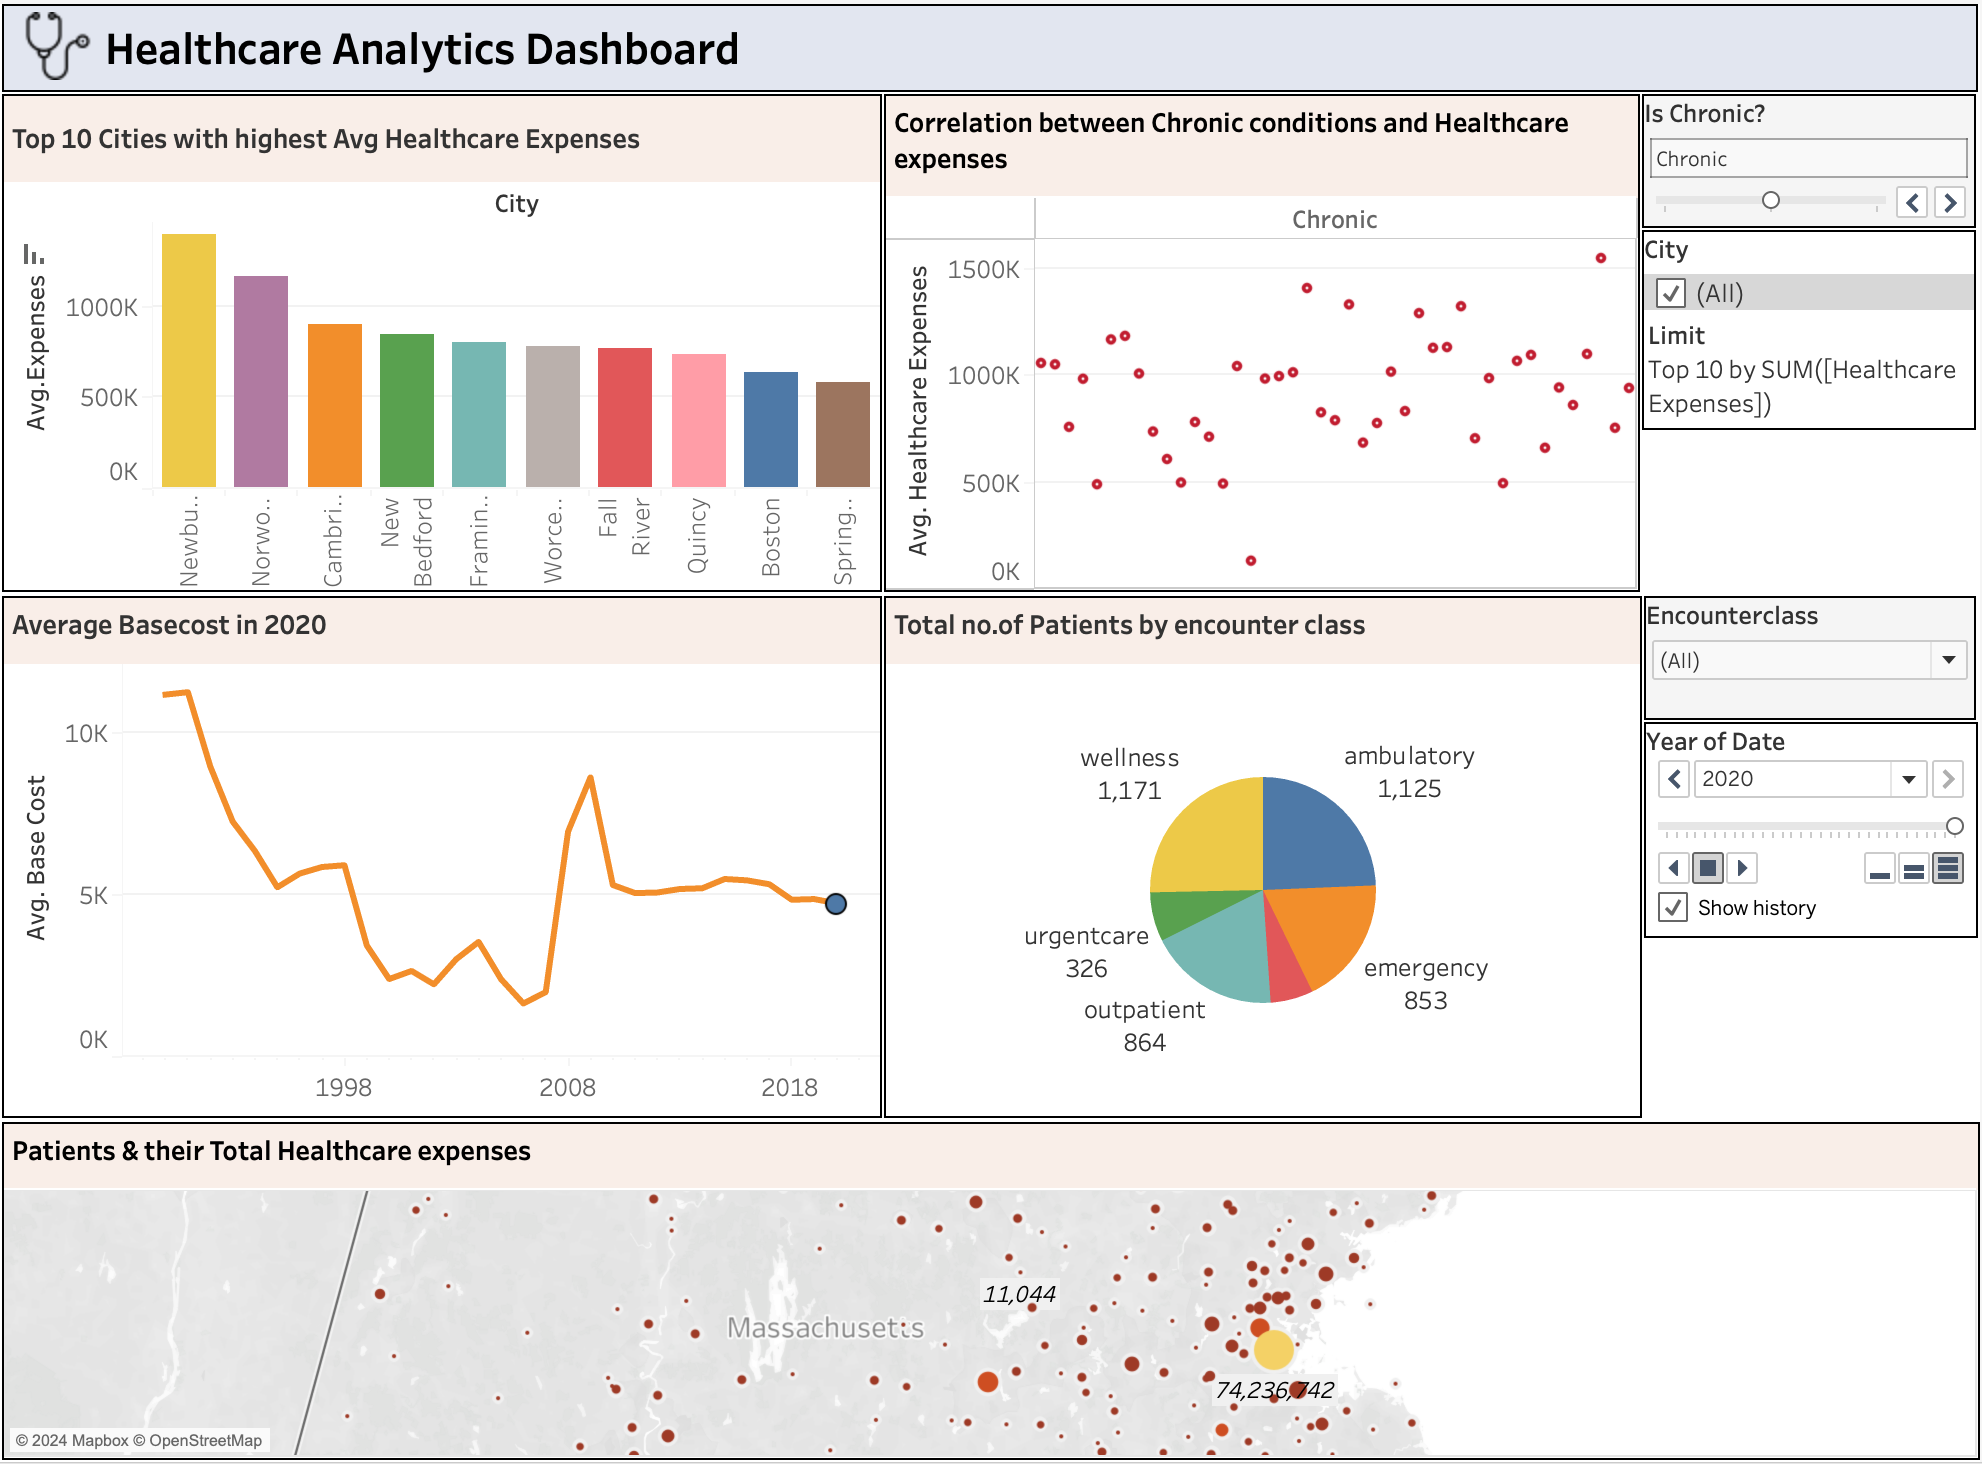 Healthcare Analytics Dashboard
Top 10 Cities with highest Avg Healthcare Expenses
City
Avg.Expenses
1000K
500K
0K
Newbu..
Norwo..
Cambri..
New
Bedford
Framin..
Worce..
Fall
River
Quincy
Boston
Spring..
Correlation between Chronic conditions and Healthcare
expenses
Chronic
Avg. Healthcare Expenses
1500K
1000K
500K
0K
Is Chronic?
Chronic
City
(All)
Limit
Top 10 by SUM([Healthcare
Expenses])
Average Basecost in 2020
Avg. Base Cost
10K
5K
0K
1998
2008
2018
Total no.of Patients by encounter class
wellness
1,171
ambulatory
1,125
urgentcare
326
emergency
853
outpatient
864
Encounterclass
(All)
Year of Date
2020
Show history
Patients & their Total Healthcare expenses
11,044
Massachusetts
74,236,742
© 2024 Mapbox © OpenStreetMap